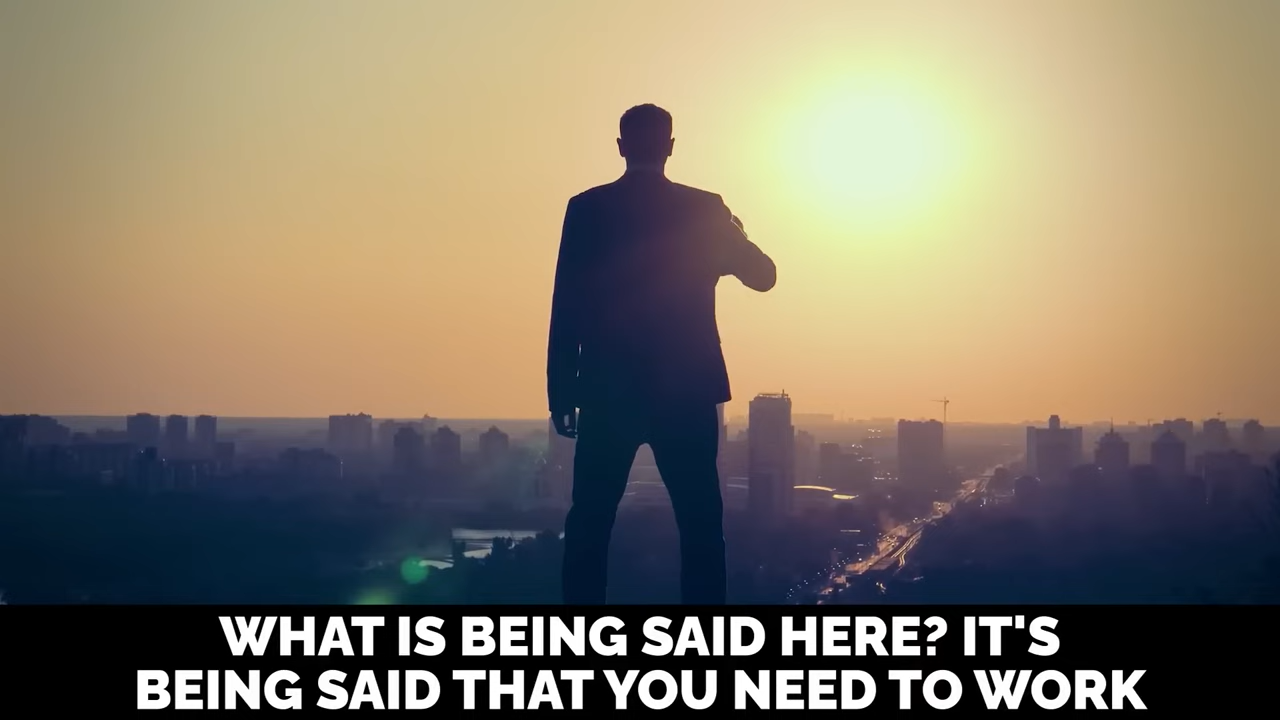 WHAT IS BEING SAID HERE? IT'S
BEING SAID THAT YOU NEED TO WORK